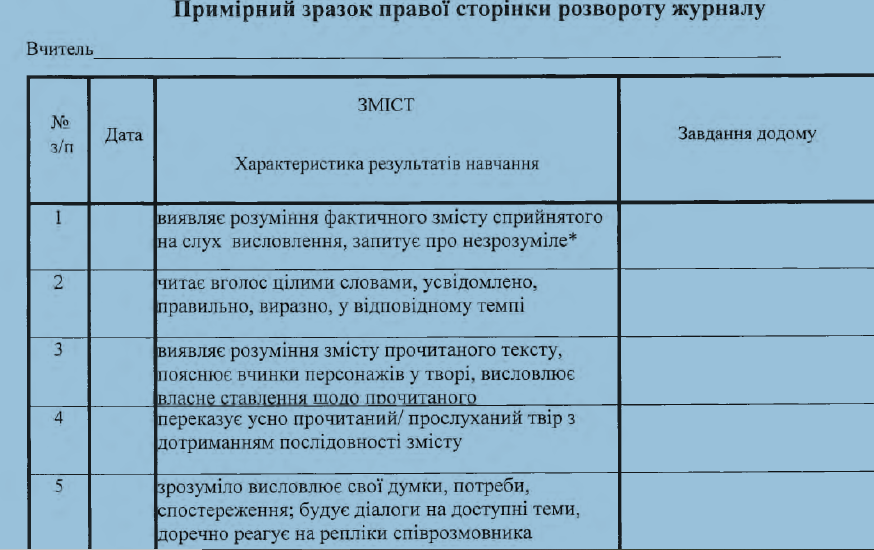 Примірний зразок правої сторінки розвороту журналу
Вчитель
№
з/п
Дата
ЗМІСТ
Характеристика результатів навчання
Завдання додому
1
виявляє розуміння фактичного змісту сприйнятого
на слух висловлення, запитує про незрозуміле*
2
читає вголос цілими словами, усвідомлено,
правильно, виразно, у відповідному темпі
3
виявляє розуміння змісту прочитаного тексту,
пояснює вчинки персонажів у творі, висловлює
власне ставлення щодо прочитаного
4
переказує усно прочитаний/ прослуханий твір з
дотриманням послідовності змісту
5
зрозуміло висловлює свої думки, потреби,
спостереження; будує діалоги на доступні теми,
доречно реагує на репліки співрозмовника